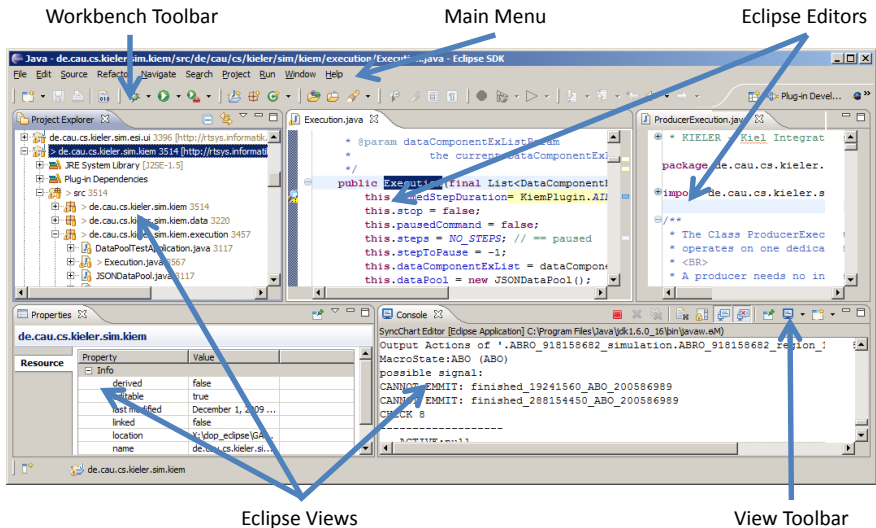 Workbench Toolbar
Main Menu
Eclipse Editors
Java - de.cau.cs.kieler.sim.kiem/src/de/cau/cs/kieler/sim/kiem/execution/Execution.java - Eclipse SDK
File Edit Source Refactor Navigate Search Project Run Window Help
Plug-in Devel...
Project Explorer
de.cau.cs.kieler.sim.esi.ui 3396 [http://rtsys.informatik.
> de.cau.cs.kieler.sim.kiem 3514 [http://rtsys.informati
JRE System Library [J2SE-1.5]
Plug-in Dependencies
> src 3514
> de.cau.cs.kieler.sim.kiem 3514
> de.cau.cs.kieler.sim.kiem.data 3220
> de.cau.cs.kieler.sim.kiem.execution 3457
DataPoolTestApplication.java 3117
> Execution.java 3567
JSONDataPool.java 3117
Execution.java
* @param dataComponentExListParam
* the current DataComponentEx
*/
public Execution(final List<DataComponent
this. = KiemPlugin.
this.stop = false;
this.pausedCommand = false;
this.steps = NO_STEPS; // == paused
this.stepToPause = -1;
this.dataComponentExList = dataCompone
this.dataPool = new JSONDataPool();
ProducerExecution.java
* KIELER - Kiel Integrat
package de.cau.cs.kieler.
import de.cau.cs.kieler.s
/**
* The Class ProducerExec
* operates on one dedica
* <BR>
* A producer needs no in
Properties
de.cau.cs.kieler.sim.kiem
Resource
Property Value
Info
derived false
editable true
last modified December 1, 2009 ...
linked false
location X:\dop_eclipse\GA...
name de.cau.cs.kieler.si...
Console
SyncChart Editor [Eclipse Application] C:\Program Files\Java\jdk1.6.0_16\bin\javaw.
Output Actions of '.ABRO_918158682_simulation.ABRO_918158682_region_1
MacroState:ABO (ABO)
possible signal:
CANNOT EMMIT: finished_19241560_ABO_200586989
CANNOT EMMIT: finished_288154450_ABO_200586989
CHECK 8
-------------------
ACTIVE:null
de.cau.cs.kieler.sim.kiem
Eclipse Views
View Toolbar